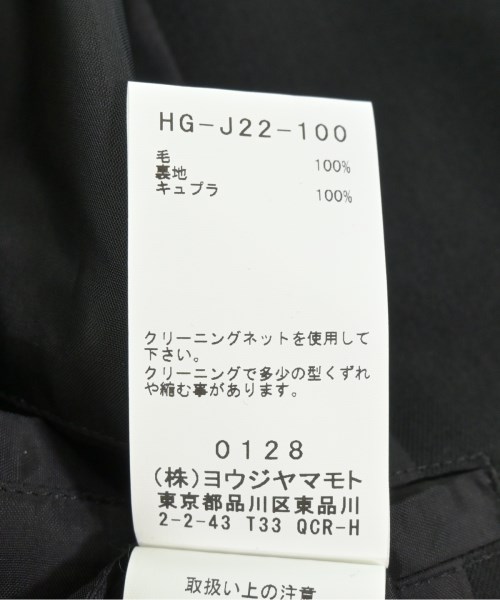 HG-J22-100
毛 100%
裏地
キュプラ 100%
クリーニングネットを使用して
下さい。
クリーニングで多少の型くずれ
や縮む事があります。
0128
(株)ヨウジヤマモト
東京都品川区東品川
2-2-43 T33 QCR-H
取扱い上の注意